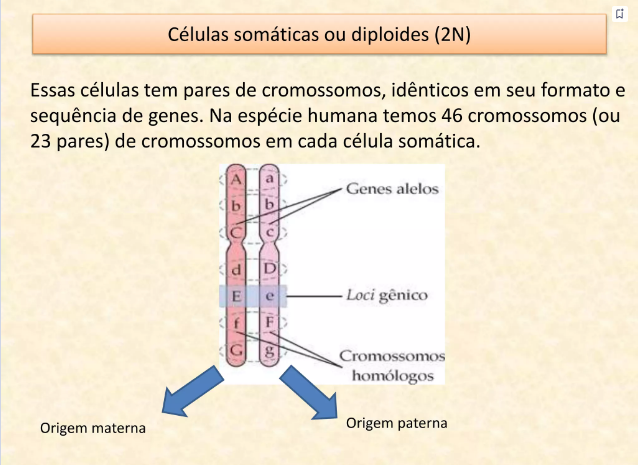 Células somáticas ou diploides (2N)
Essas células tem pares de cromossomos, idênticos em seu formato e
sequência de genes. Na espécie humana temos 46 cromossomos (ou
23 pares) de cromossomos em cada célula somática.
A a
Genes alelos
b b
C c
d D
E e
Loci gênico
f F
G g
Cromossomos
homólogos
Origem materna
Origem paterna